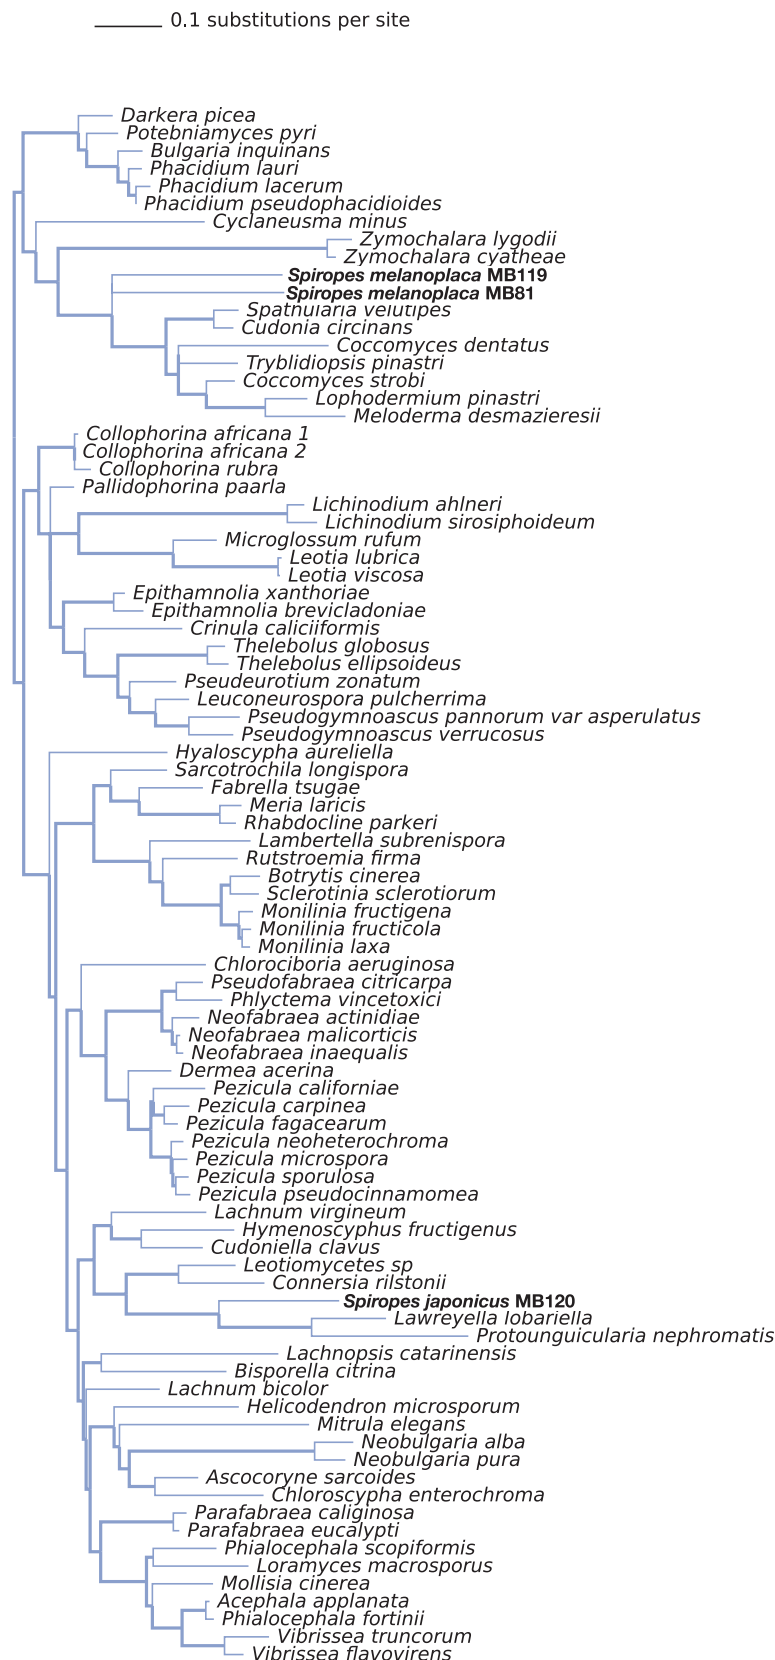 0.1 substitutions per site
Darkera picea
Potebniamyces pyri
Bulgaria inquinans
Phacidium lauri
Phacidium lacerum
Phacidium pseudophacidioides
Cyclaneusma minus
Zymochalara lygodii
Zymochalara cyatheae
Spiropes melanoplaca MB119
Spiropes melanoplaca MB81
Spathularia velutipes
Cudonia circinans
Coccomyces dentatus
Tryblidiopsis pinastri
Coccomyces strobi
Lophodermium pinastri
Meloderma desmazieresii
Collophorina africana 1
Collophorina africana 2
Collophorina rubra
Pallidophorina paarla
Lichinodium ahlneri
Lichinodium sirosiphoideum
Microglossum rufum
Leotia lubrica
Leotia viscosa
Epithamnolia xanthoriae
Epithamnolia brevicladoniae
Crinula caliciiformis
Thelebolus globosus
Thelebolus ellipsoideus
Pseudeurotium zonatum
Leuconeurospora pulcherrima
Pseudogymnoascus pannorum var asperulatus
Pseudogymnoascus verrucosus
Hyaloscypha aureliella
Sarcotrochila longispora
Fabrella tsugae
Meria laricis
Rhabdocline parkeri
Lambertella subrenispora
Rutstroemia firma
Botrytis cinerea
Sclerotinia sclerotiorum
Monilinia fructigena
Monilinia fructicola
Monilinia laxa
Chlorociboria aeruginosa
Pseudofabraea citricarpa
Phlyctema vincetoxici
Neofabraea actinidiae
Neofabraea malicorticis
Neofabraea inaequalis
Dermea acerina
Pezicula californiae
Pezicula carpinea
Pezicula fagacearum
Pezicula neoheterochroma
Pezicula microspora
Pezicula sporulosa
Pezicula pseudocinnamomea
Lachnum virgineum
Hymenoscyphus fructigenus
Cudoniella clavus
Leotiomycetes sp
Connersia rilstonii
Spiropes japonicus MB120
Lawreyella lobariella
Protounguicularia nephromatis
Lachnopsis catarinensis
Bisporella citrina
Lachnum bicolor
Helicodendron microsporum
Mitrula elegans
Neobulgaria alba
Neobulgaria pura
Ascocoryne sarcoides
Chloroscypha enterochroma
Parafabraea caliginosa
Parafabraea eucalypti
Phialocephala scopiformis
Loramyces macrosporus
Mollisia cinerea
Acephala applanata
Phialocephala fortinii
Vibrissea truncorum
Vibrissea flavovirens